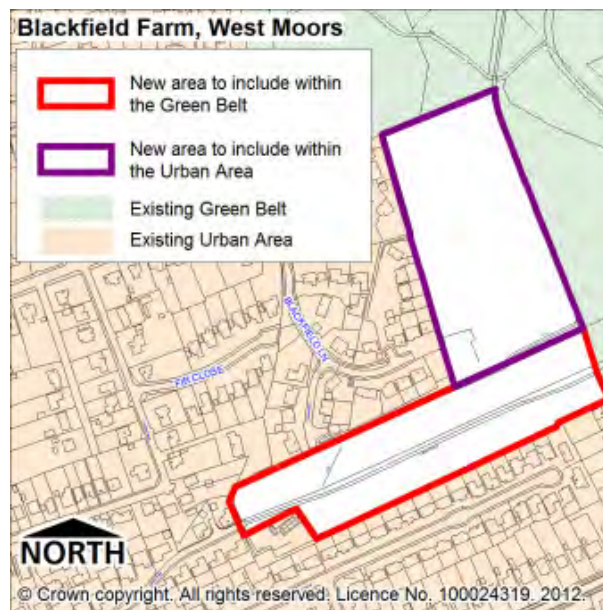 Blackfield Farm, West Moors
New area to include within
the Green Belt
New area to include within
the Urban Area
Existing Green Belt
Existing Urban Area
BLACKFIELD LN
FIR CLOSE
NORTH
© Crown copyright. All rights reserved. Licence No. 100024319. 2012.